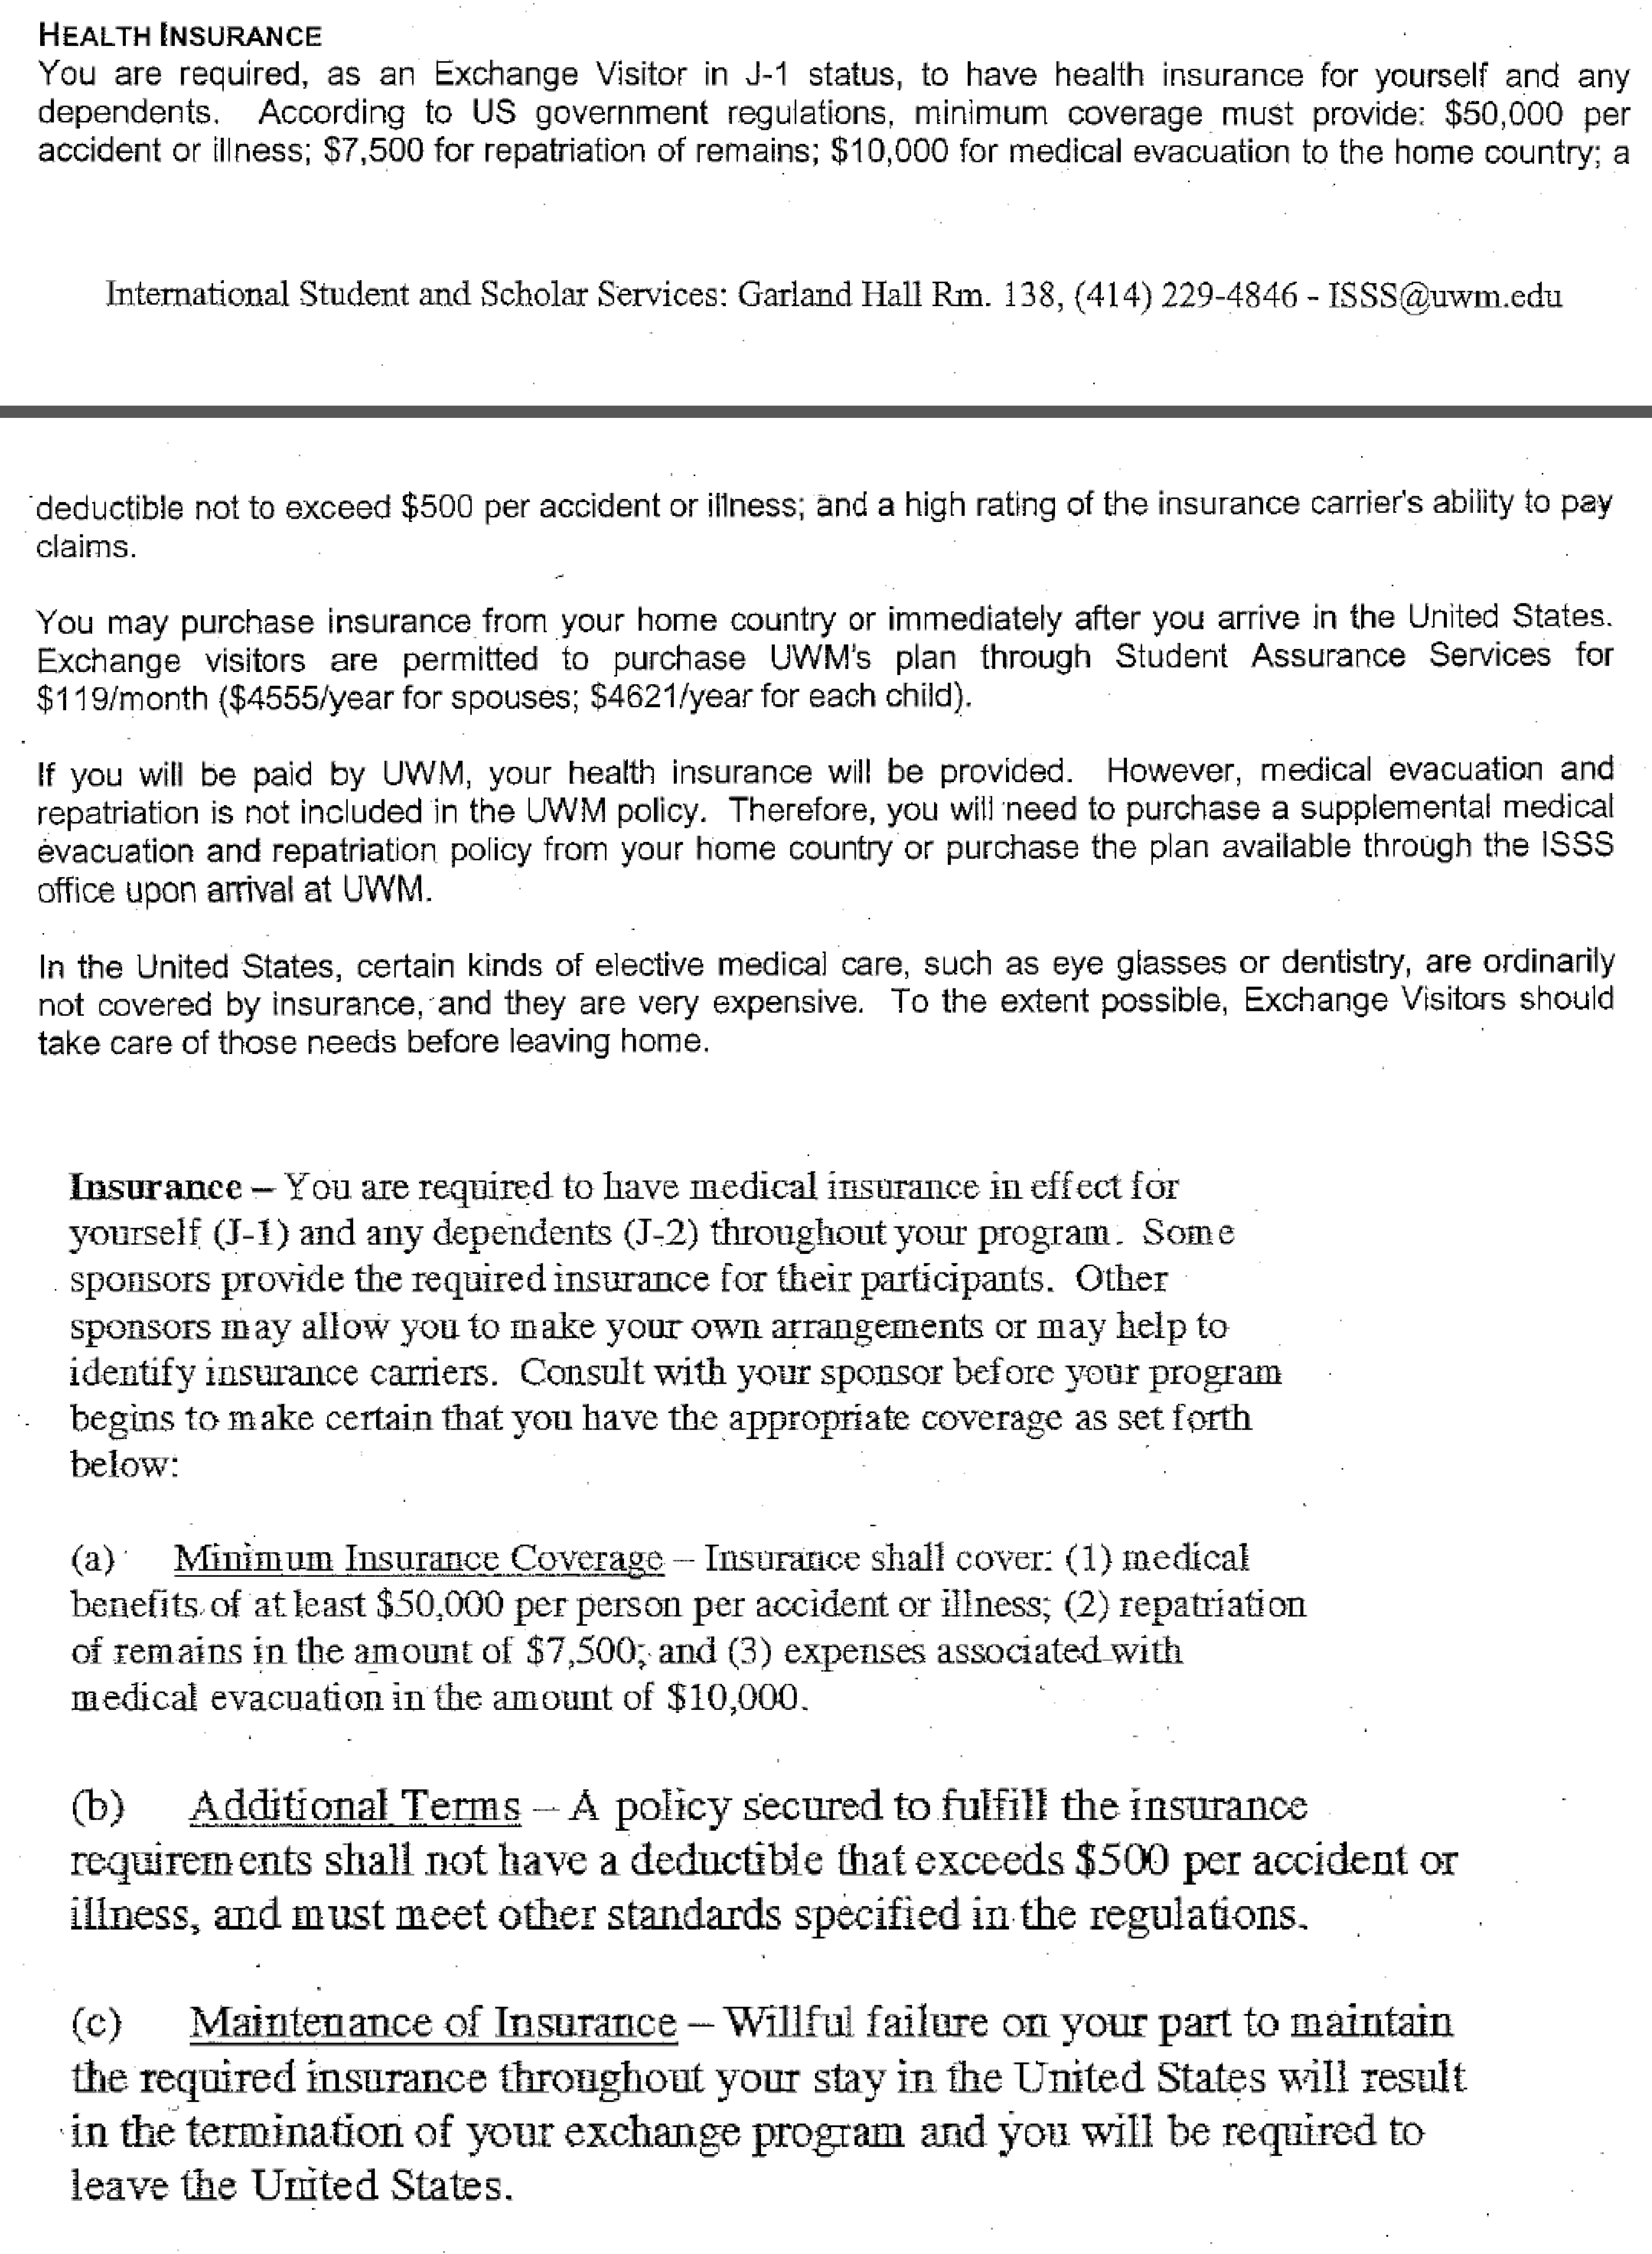 HEALTH INSURANCE
You are required, as an Exchange Visitor in J-1 status, to have health insurance for yourself and any
dependents. According to US government regulations, minimum coverage must provide: $50,000 per
accident or illness; $7,500 for repatriation of remains; $10,000 for medical evacuation to the home country; a
International Student and Scholar Services: Garland Hall Rm. 138, (414) 229-4846 - ISSS@uwm.edu
deductible not to exceed $500 per accident or illness; and a high rating of the insurance carrier's ability to pay
claims.
You may purchase insurance from your home country or immediately after you arrive in the United States.
Exchange visitors are permitted to purchase UWM's plan through Student Assurance Services for
$119/month ($4555/year for spouses; $4621/year for each child).
If you will be paid by UWM, your health insurance will be provided. However, medical evacuation and
repatriation is not included in the UWM policy. Therefore, you will need to purchase a supplemental medical
evacuation and repatriation policy from your home country or purchase the plan available through the ISSS
office upon arrival at UWM.
In the United States, certain kinds of elective medical care, such as eye glasses or dentistry, are ordinarily
not covered by insurance, and they are very expensive. To the extent possible, Exchange Visitors should
take care of those needs before leaving home.
Insurance – You are required to have medical insurance in effect for
yourself (J-1) and any dependents (J-2) throughout your program. Some
sponsors provide the required insurance for their participants. Other
sponsors may allow you to make your own arrangements or may help to
identify insurance carriers. Consult with your sponsor before your program
begins to make certain that you have the appropriate coverage as set forth
below:
(a) Minimum Insurance Coverage – Insurance shall cover: (1) medical
benefits of at least $50,000 per person per accident or illness; (2) repatriation
of remains in the amount of $7,500; and (3) expenses associated with
medical evacuation in the amount of $10,000.
(b) Additional Terms – A policy secured to fulfill the insurance
requirements shall not have a deductible that exceeds $500 per accident or
illness, and must meet other standards specified in the regulations.
(c) Maintenance of Insurance – Willful failure on your part to maintain
the required insurance throughout your stay in the United States will result
in the termination of your exchange program and you will be required to
leave the United States.